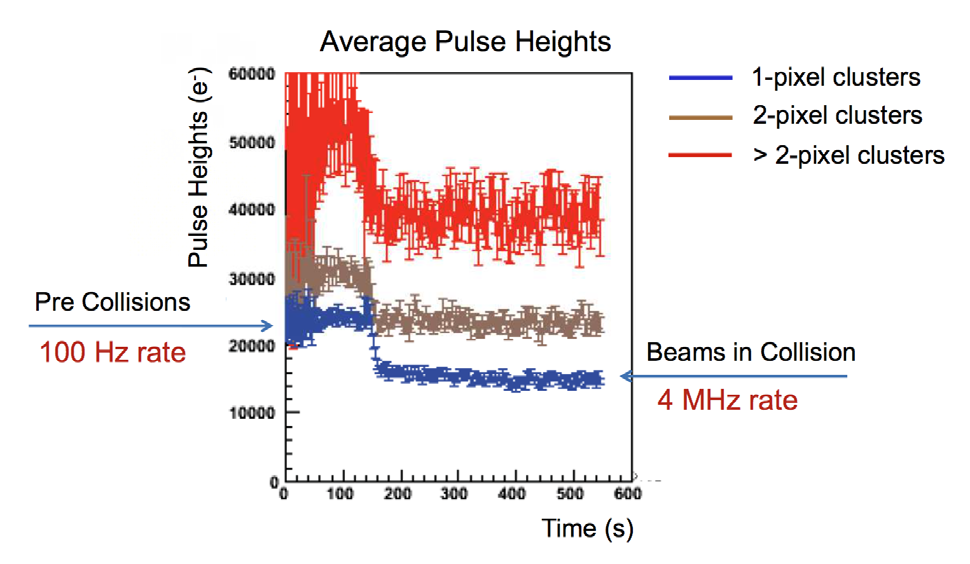 Average Pulse Heights
Pulse Heights (e-)
60000
50000
40000
30000
20000
10000
0
0 100 200 300 400 500 600
Time (s)
1-pixel clusters
2-pixel clusters
> 2-pixel clusters
Pre Collisions
100 Hz rate
Beams in Collision
4 MHz rate